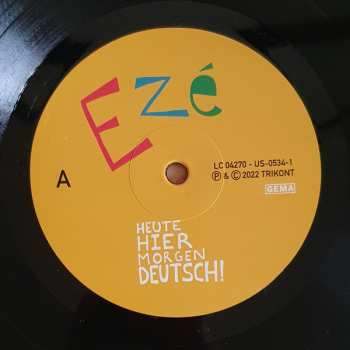 Ezé
A
LC 04270 - US-0534-1
Ⓟ & © 2022 TRIKONT
GEMA
HEUTE
HIER
MORGEN
DEUTSCH!